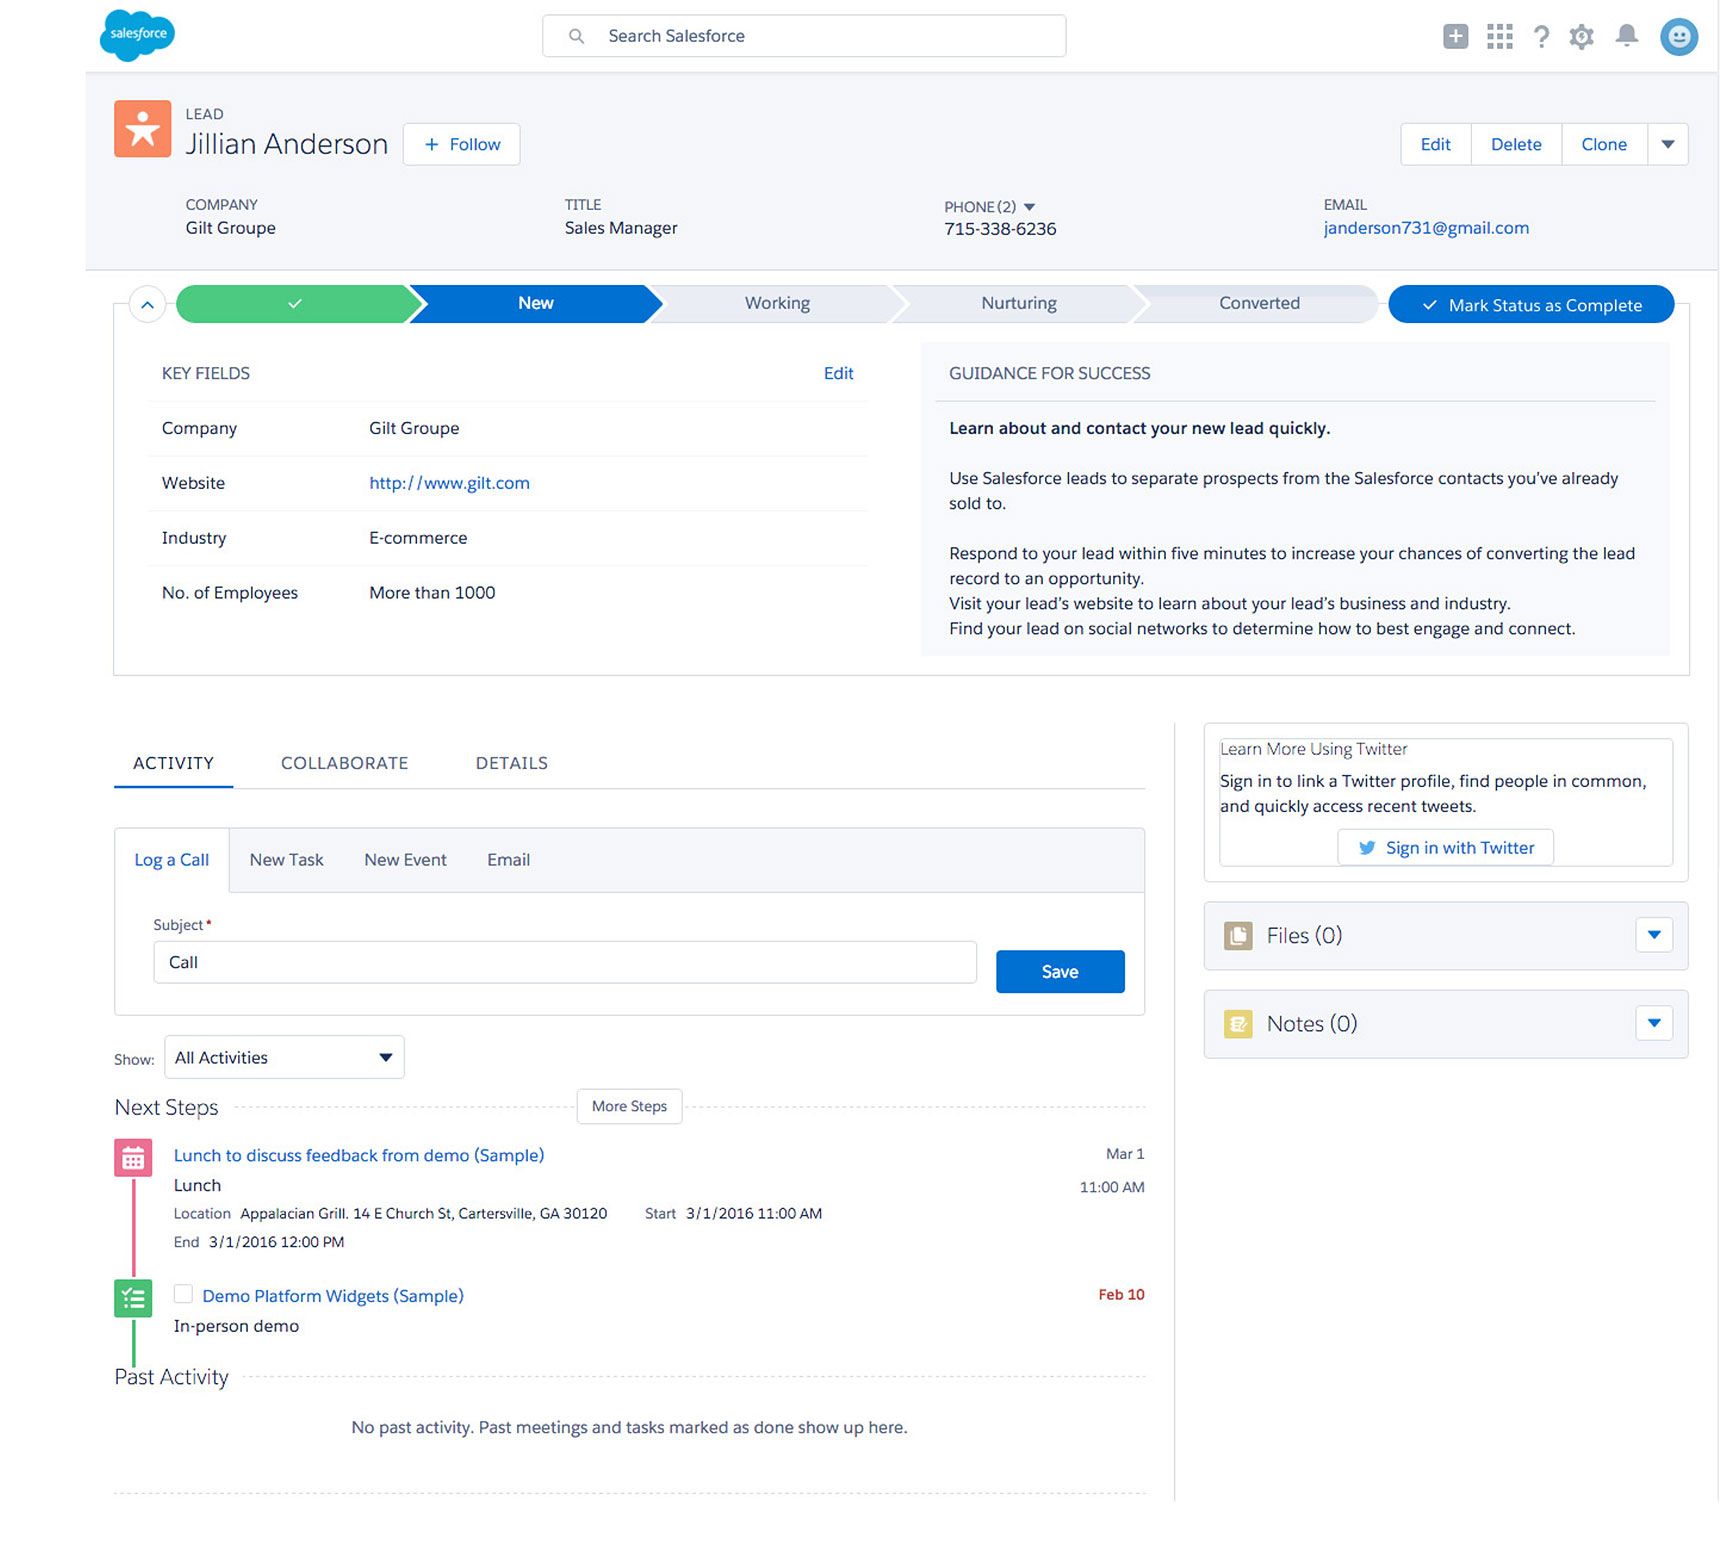 salesforce
Search Salesforce
LEAD
Jillian Anderson
+ Follow
Edit
Delete
Clone
COMPANY
TITLE
PHONE (2)
EMAIL
Gilt Groupe
Sales Manager
715-338-6236
janderson731@gmail.com
New
Working
Nurturing
Converted
Mark Status as Complete
KEY FIELDS
Edit
Company Gilt Groupe
Website http://www.gilt.com
Industry E-commerce
No. of Employees More than 1000
GUIDANCE FOR SUCCESS
Learn about and contact your new lead quickly.
Use Salesforce leads to separate prospects from the Salesforce contacts you've already
sold to.
Respond to your lead within five minutes to increase your chances of converting the lead
record to an opportunity.
Visit your lead's website to learn about your lead's business and industry.
Find your lead on social networks to determine how to best engage and connect.
ACTIVITY
COLLABORATE
DETAILS
Log a Call
New Task
New Event
Email
Subject*
Call
Save
Show: All Activities
Next Steps
More Steps
Lunch to discuss feedback from demo (Sample)
Mar 1
Lunch
11:00 AM
Location Appalacian Grill. 14 E Church St, Cartersville, GA 30120 Start 3/1/2016 11:00 AM
End 3/1/2016 12:00 PM
Demo Platform Widgets (Sample)
Feb 10
In-person demo
Past Activity
No past activity. Past meetings and tasks marked as done show up here.
Learn More Using Twitter
Sign in to link a Twitter profile, find people in common,
and quickly access recent tweets.
Sign in with Twitter
Files (0)
Notes (0)